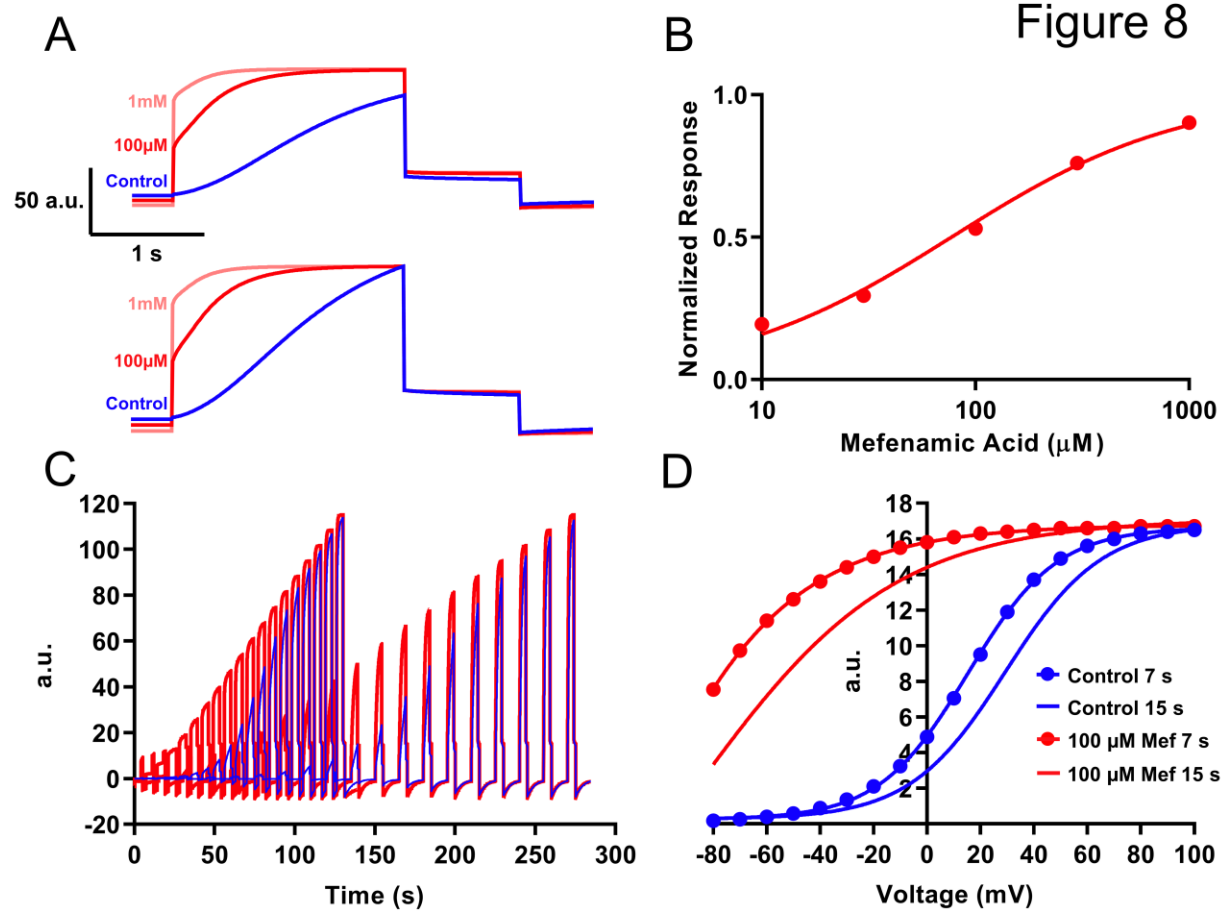 Figure 8
A
1mM
100µM
Control
50 a.u.
1 s
1mM
100µM
Control
B
Normalized Response
1.0
0.5
0.0
10
100
1000
Mefenamic Acid (µM)
C
a.u.
120
100
80
60
40
20
0
-20
0
50
100
150
200
250
300
Time (s)
D
18
16
14
12
10
8
6
4
2
a.u.
Control 7 s
Control 15 s
100 µM Mef 7 s
100 µM Mef 15 s
-80
-60
-40
-20
0
20
40
60
80
100
Voltage (mV)